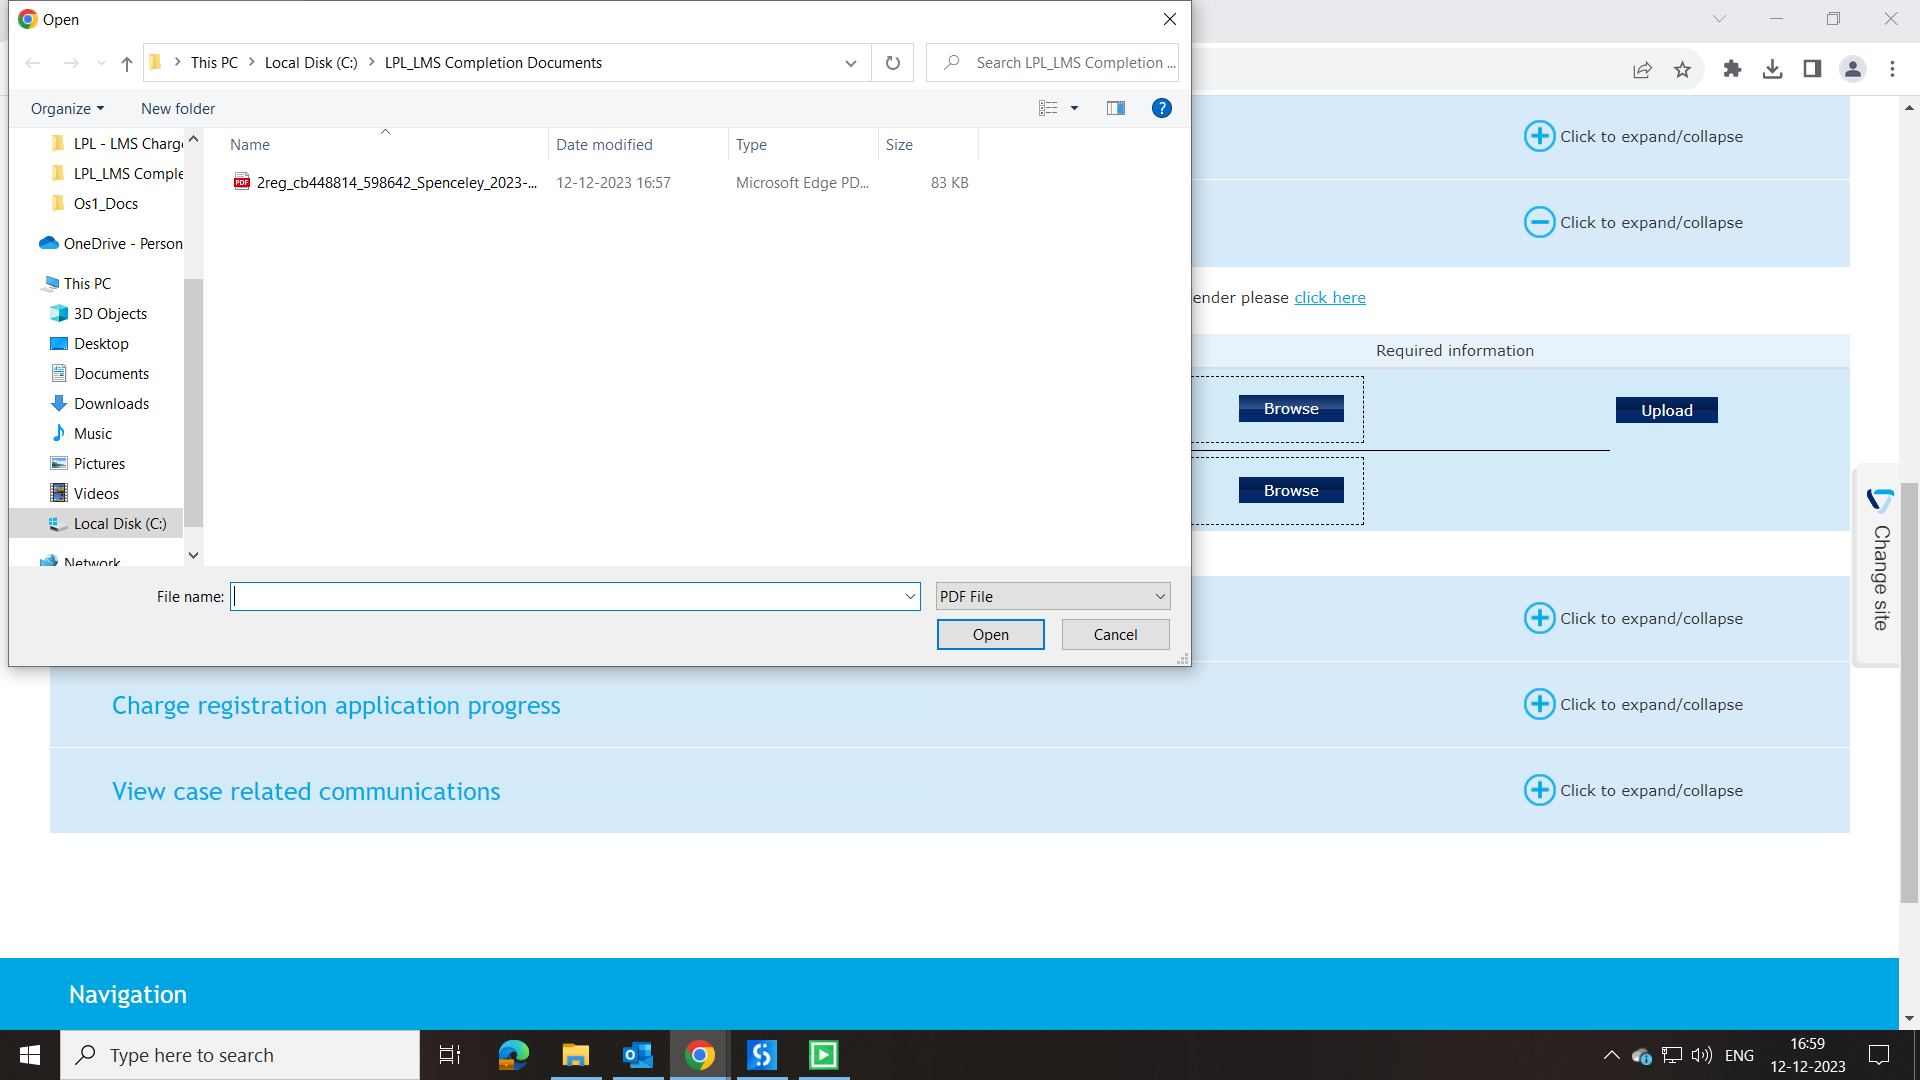 Open
This PC > Local Disk (C:) > LPL_LMS Completion Documents
Search LPL_LMS Completion ...
Organize
New folder
?
Name
Date modified
Type
Size
LPL - LMS Charg
LPL_LMS Comple
Os1_Docs
OneDrive - Person
This PC
3D Objects
Desktop
Documents
Downloads
Music
Pictures
Videos
Local Disk (C:)
Network
PDF
2reg_cb448814_598642_Spenceley_2023-...
12-12-2023 16:57
Microsoft Edge PD...
83 KB
File name:
PDF File
Open
Cancel
Click to expand/collapse
Click to expand/collapse
ender please click here
Required information
Browse
Upload
Browse
Change site
Click to expand/collapse
Charge registration application progress
Click to expand/collapse
View case related communications
Click to expand/collapse
Navigation
Type here to search
ENG
16:59
12-12-2023